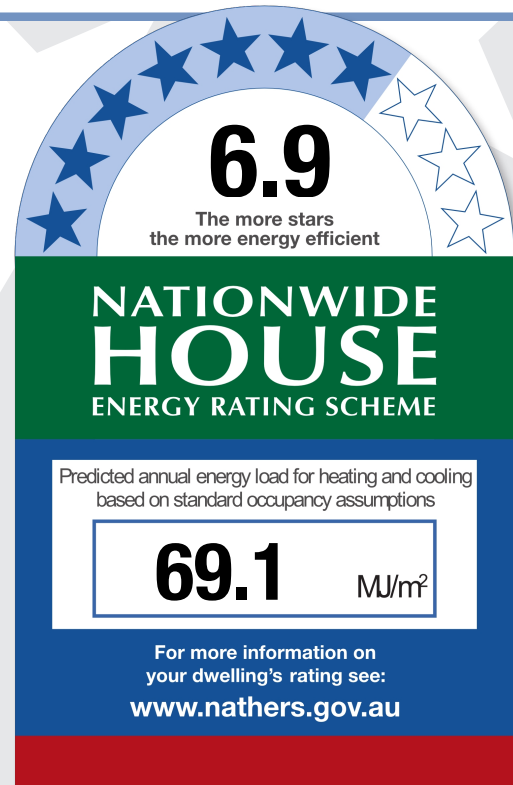 6.9
The more stars
the more energy efficient
NATIONWIDE
HOUSE
ENERGY RATING SCHEME
Predicted annual energy load for heating and cooling
based on standard occupancy assumptions
69.1 MJ/m²
For more information on
your dwelling's rating see:
www.nathers.gov.au